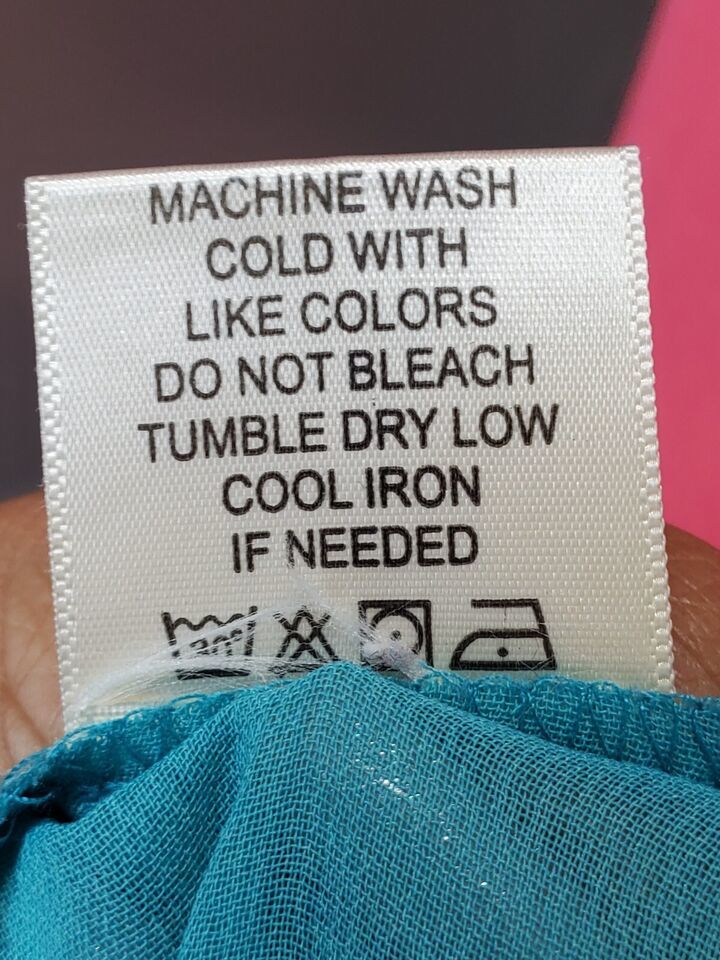 MACHINE WASH
COLD WITH
LIKE COLORS
DO NOT BLEACH
TUMBLE DRY LOW
COOL IRON
IF NEEDED